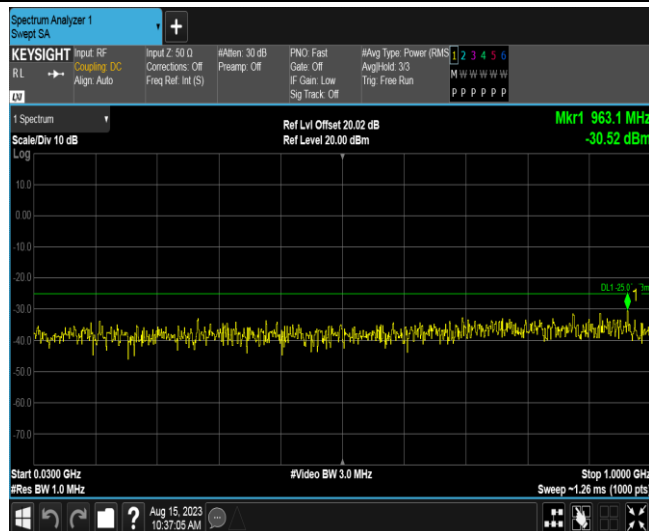 Spectrum Analyzer 1
Swept SA
+
KEYSIGHT
RL
LXI
Input: RF
Coupling: DC
Align: Auto
Input Z: 50 Ω
Corrections: Off
Freq Ref: Int (S)
#Atten: 30 dB
Preamp: Off
PNO: Fast
Gate: Off
IF Gain: Low
Sig Track: Off
#Avg Type: Power (RMS
Avg|Hold: 3/3
Trig: Free Run
1 2 3 4 5 6
M W W W W W
P P P P P P
1 Spectrum
Scale/Div 10 dB
Log
Ref Lvl Offset 20.02 dB
Ref Level 20.00 dBm
Mkr1 963.1 MHz
-30.52 dBm
10.0
0.00
-10.0
-20.0
-30.0
-40.0
-50.0
-60.0
-70.0
1
Start 0.0300 GHz
#Res BW 1.0 MHz
#Video BW 3.0 MHz
Stop 1.0000 GHz
Sweep ~1.26 ms (1000 pts)
?
Aug 15, 2023
10:37:05 AM